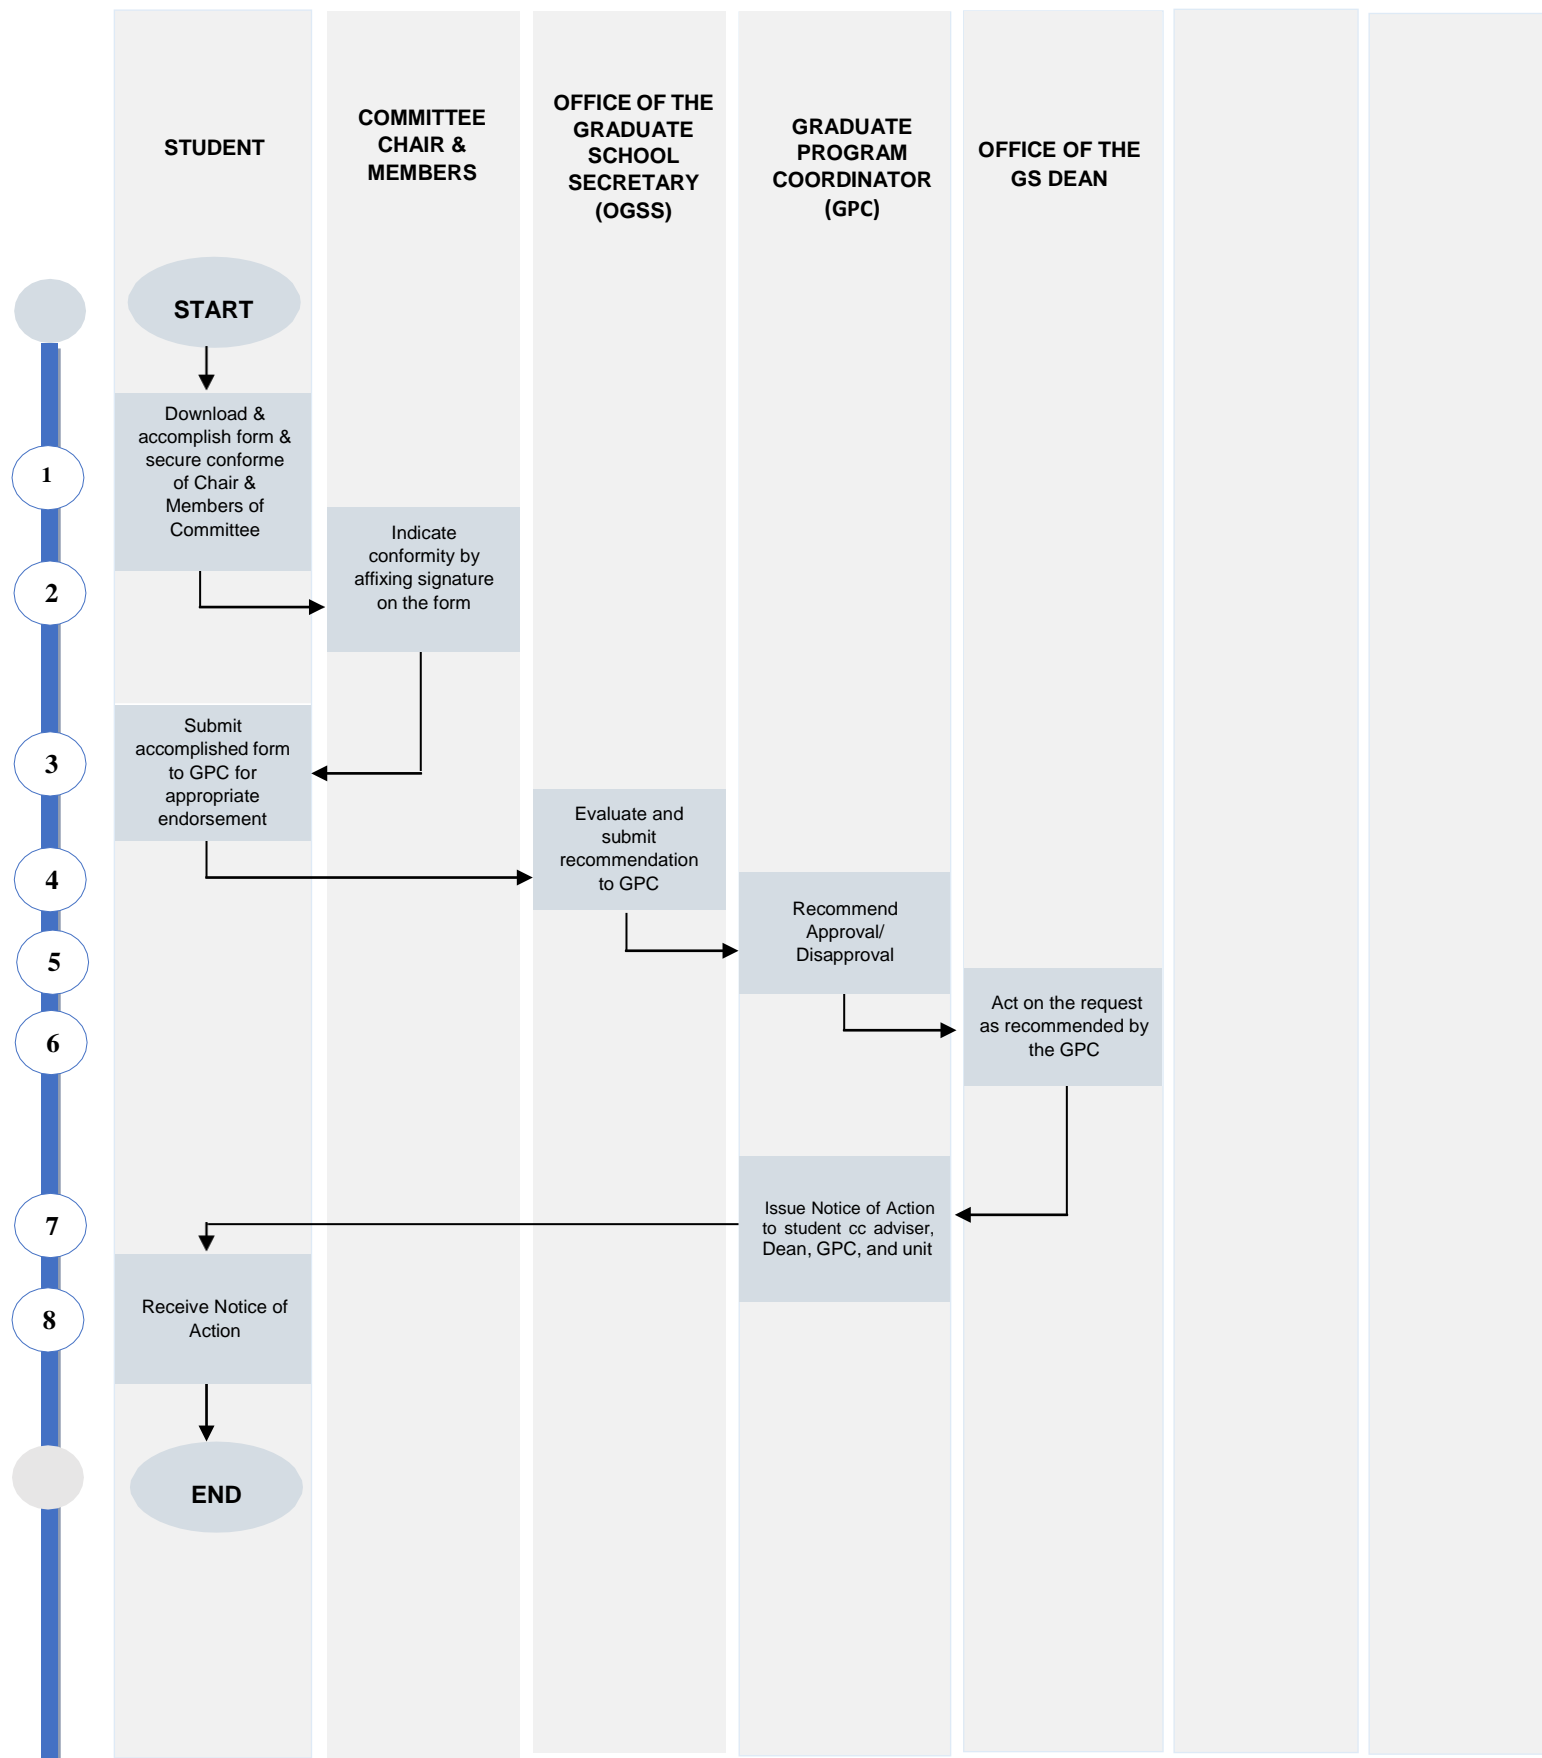 STUDENT
COMMITTEE
CHAIR &
MEMBERS
OFFICE OF THE
GRADUATE
SCHOOL
SECRETARY
(OGSS)
GRADUATE
PROGRAM
COORDINATOR
(GPC)
OFFICE OF THE
GS DEAN
START
1
Download &
accomplish form &
secure conforme
of Chair &
Members of
Committee
2
Indicate
conformity by
affixing signature
on the form
3
Submit
accomplished form
to GPC for
appropriate
endorsement
4
Evaluate and
submit
recommendation
to GPC
5
Recommend
Approval/
Disapproval
6
Act on the request
as recommended by
the GPC
7
Issue Notice of Action
to student cc adviser,
Dean, GPC, and unit
8
Receive Notice of
Action
END